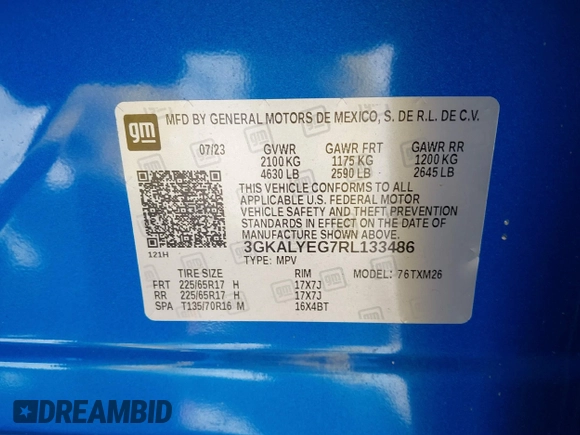 gm
MFD BY GENERAL MOTORS DE MEXICO, S. DE R.L. DE C.V.
07/23 GVWR GAWR FRT GAWR RR
2100 KG 1175 KG 1200 KG
4630 LB 2590 LB 2645 LB
THIS VEHICLE CONFORMS TO ALL
APPLICABLE U.S. FEDERAL MOTOR
VEHICLE SAFETY AND THEFT PREVENTION
STANDARDS IN EFFECT ON THE DATE OF
MANUFACTURE SHOWN ABOVE.
3GKALYEG7RL133486
121H
TYPE: MPV MODEL: 76TXM26
TIRE SIZE RIM
FRT 225/65R17 H 17X7J
RR 225/65R17 H 17X7J
SPA T135/70R16 M 16X4BT
DREAMBID